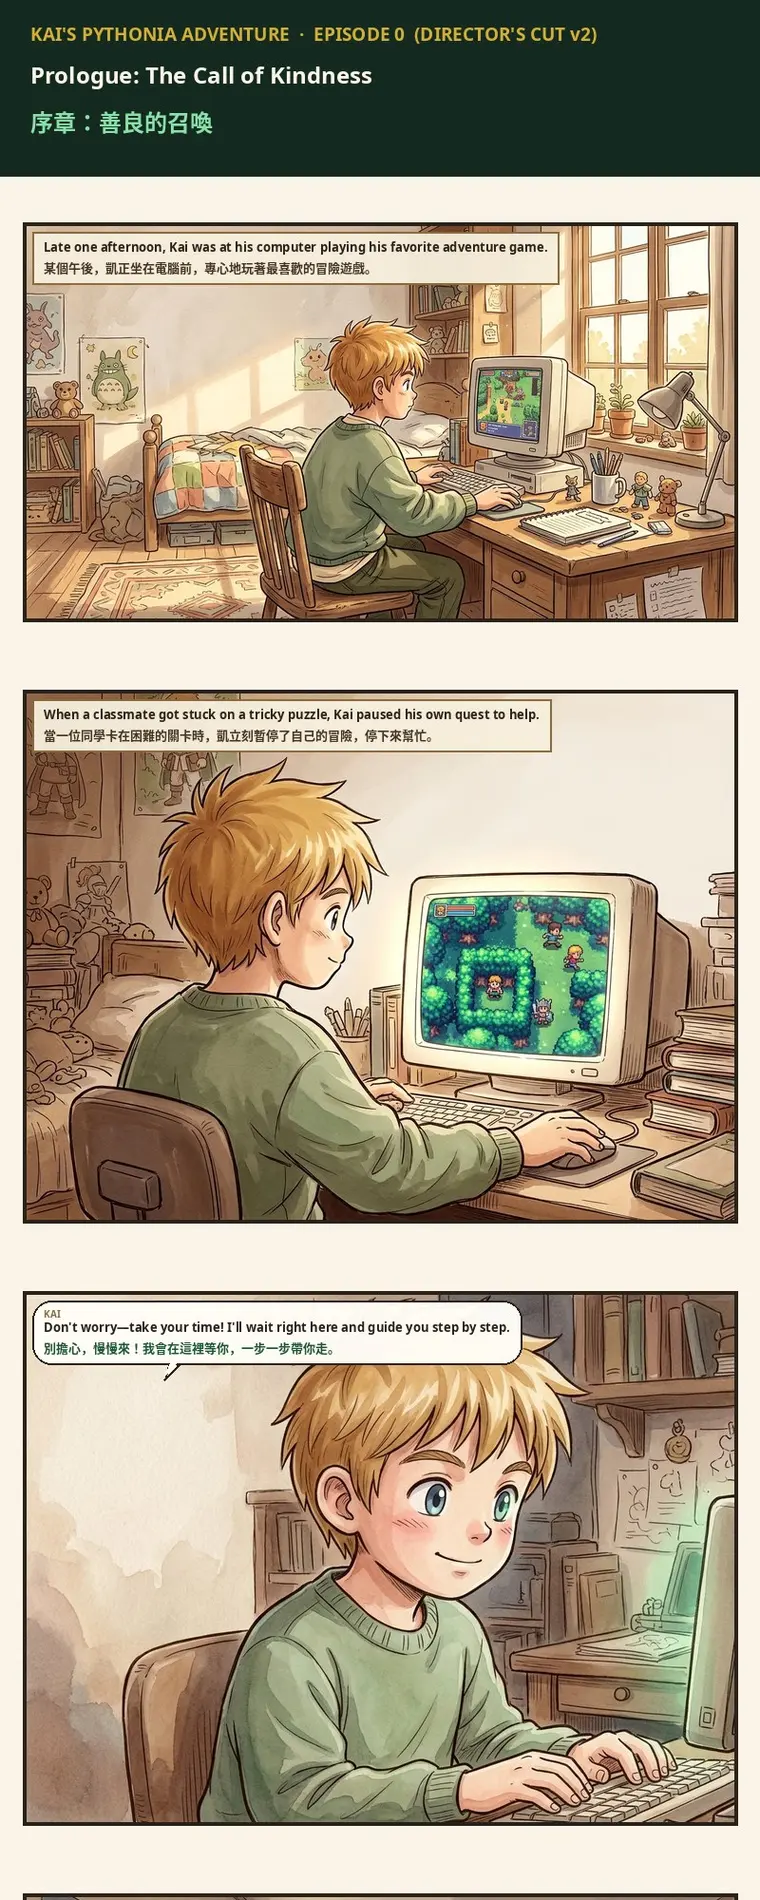 KAI'S PYTHONIA ADVENTURE · EPISODE 0 (DIRECTOR'S CUT v2)
Prologue: The Call of Kindness
序章：善良的召喚
Late one afternoon, Kai was at his computer playing his favorite adventure game.
某個午後，凱正坐在電腦前，專心地玩著最喜歡的冒險遊戲。
When a classmate got stuck on a tricky puzzle, Kai paused his own quest to help.
當一位同學卡在困難的關卡時，凱立刻暫停了自己的冒險，停下來幫忙。
KAI
Don't worry—take your time! I'll wait right here and guide you step by step.
別擔心，慢慢來！我會在這裡等你，一步一步帶你走。